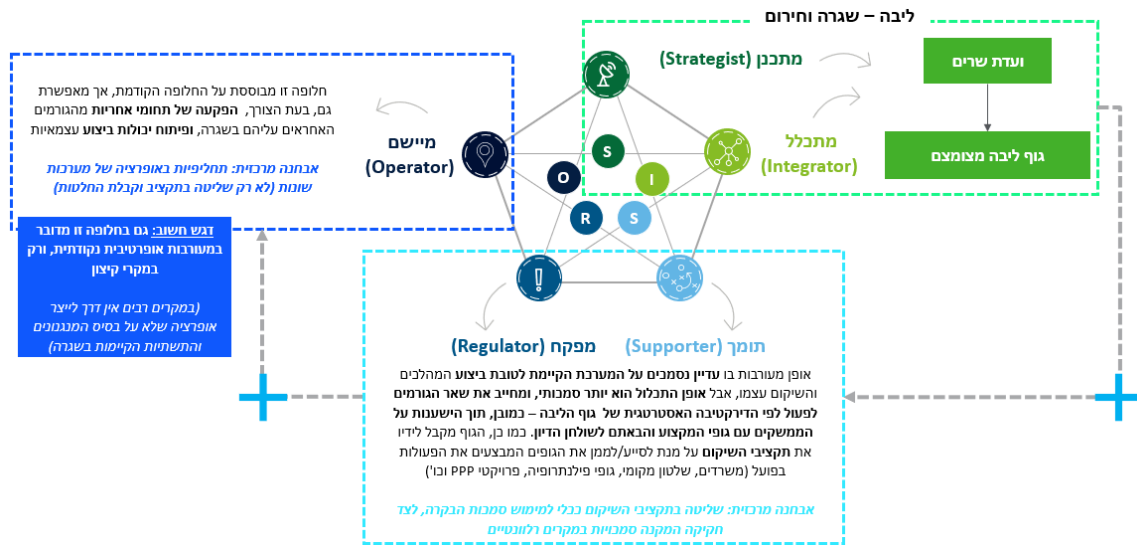 ליבה – שגרה וחירום
מתכנן (Strategist)
ועדת שרים
מתכלל
(Integrator)
גוף ליבה מצומצם
חלופה זו מבוססת על החלופה הקודמת, אך מאפשרת
גם, בעת הצורך, הפקעה של תחומי אחריות מהגורמים
האחראים עליהם בשגרה, ופיתוח יכולות ביצוע עצמאיות
אבחנה מרכזית: תחליפיות באופרציה של מערכות
שונות (לא רק שליטה בתקציב וקבלת החלטות)
מיישם
(Operator)
S
I
O
R
S
דגש חשוב: גם בחלופה זו מדובר
במעורבות אופרטיבית נקודתית, ורק
במקרי קיצון
(במקרים רבים אין דרך לייצר
אופרציה שלא על בסיס המנגנונים
והתשתיות הקיימות בשגרה)
תומך (Supporter)
מפקח (Regulator)
אופן מעורבות בו עדיין נסמכים על המערכת הקיימת לטובת ביצוע המהלכים
והשיקום עצמו, אבל אופן התכלול הוא יותר סמכותי, ומחייב את שאר הגורמים
לפעול לפי הדירקטיבה האסטרטגית של גוף הליבה – כמובן, תוך הישענות על
הממשקים עם גופי המקצוע והבאתם לשולחן הדיון. כמו כן, הגוף מקבל לידיו
את תקציבי השיקום על מנת לסייע/לממן את הגופים המבצעים את הפעולות
בפועל (משרדים, שלטון מקומי, גופי פילנתרופיה, פרויקטי PPP וכו')
אבחנה מרכזית: שליטה בתקציבי השיקום ככלי למימוש סמכות הבקרה, לצד
חקיקה המקנה סמכויות במקרים רלוונטיים